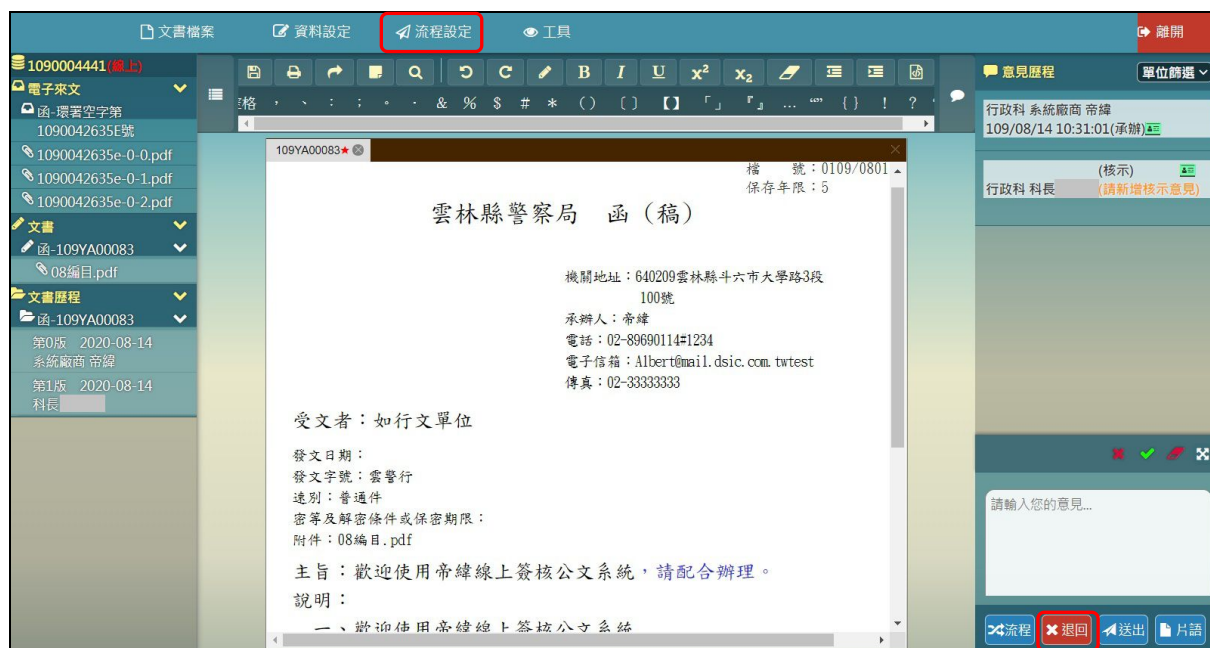 文書檔案 資料設定 流程設定 工具 離開
1090004441(線上)
電子來文
函-環署空字第
1090042635E號
1090042635e-0-0.pdf
1090042635e-0-1.pdf
1090042635e-0-2.pdf
文書
函-109YA00083
08編目.pdf
文書歷程
函-109YA00083
第0版 2020-08-14
系統廠商 帝緯
第1版 2020-08-14
科長
B I U x² x₂
格 , 、 : ; 。 · & % $ # * () 〔〕 【】 「」 『』 … “” {} ! ?
109YA00083★
檔 號:0109/0801
保存年限:5
雲林縣警察局 函(稿)
機關地址:640209雲林縣斗六市大學路3段
100號
承辦人:帝緯
電話:02-89690114#1234
電子信箱:Albert@mail.dsic.com.twtest
傳真:02-33333333
受文者:如行文單位
發文日期:
發文字號:雲警行
速別:普通件
密等及解密條件或保密期限:
附件:08編目.pdf
主旨:歡迎使用帝緯線上簽核公文系統,請配合辦理。
說明:
一、歡迎使用帝緯線上簽核公文系統
意見歷程 單位篩選
行政科 系統廠商 帝緯
109/08/14 10:31:01(承辦)
(核示)
行政科 科長 (請新增核示意見)
請輸入您的意見...
流程 退回 送出 片語